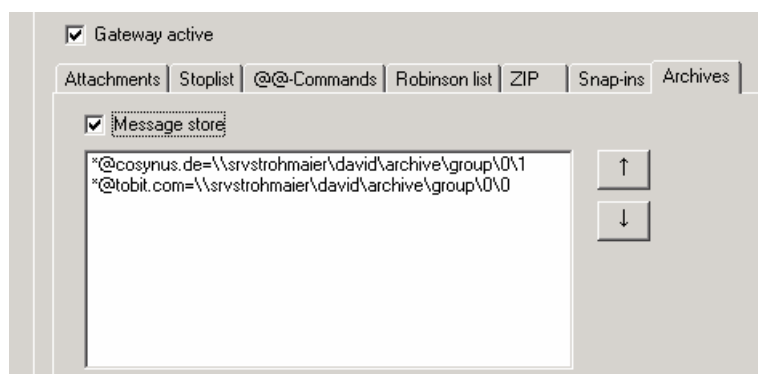 Gateway active
Attachments Stoplist @@-Commands Robinson list ZIP Snap-ins Archives
Message store
*@cosynus.de=\\srvstrohmaier\david\archive\group\0\1
*@tobit.com=\\srvstrohmaier\david\archive\group\0\0